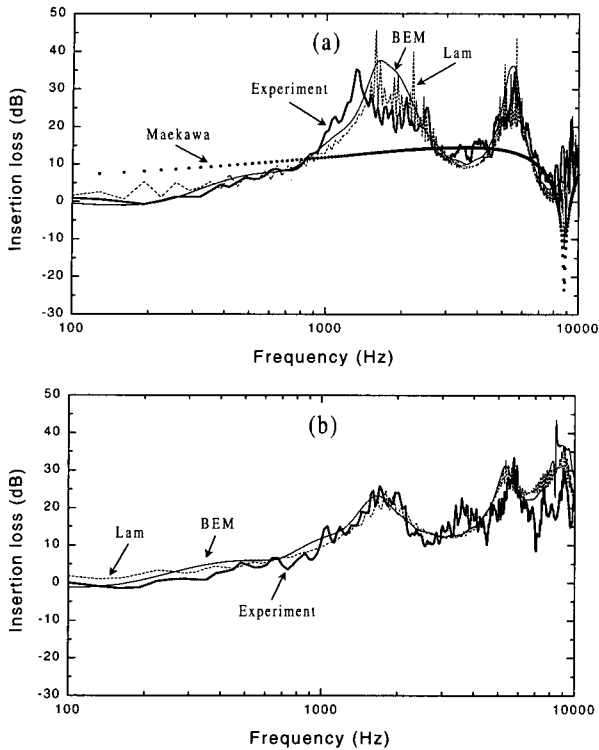 (a)
BEM
Lam
Experiment
Maekawa
50
40
30
20
10
0
-10
-20
-30
Insertion loss (dB)
100
1000
10000
Frequency (Hz)
(b)
Lam
BEM
Experiment
50
40
30
20
10
0
-10
-20
-30
Insertion loss (dB)
100
1000
10000
Frequency (Hz)